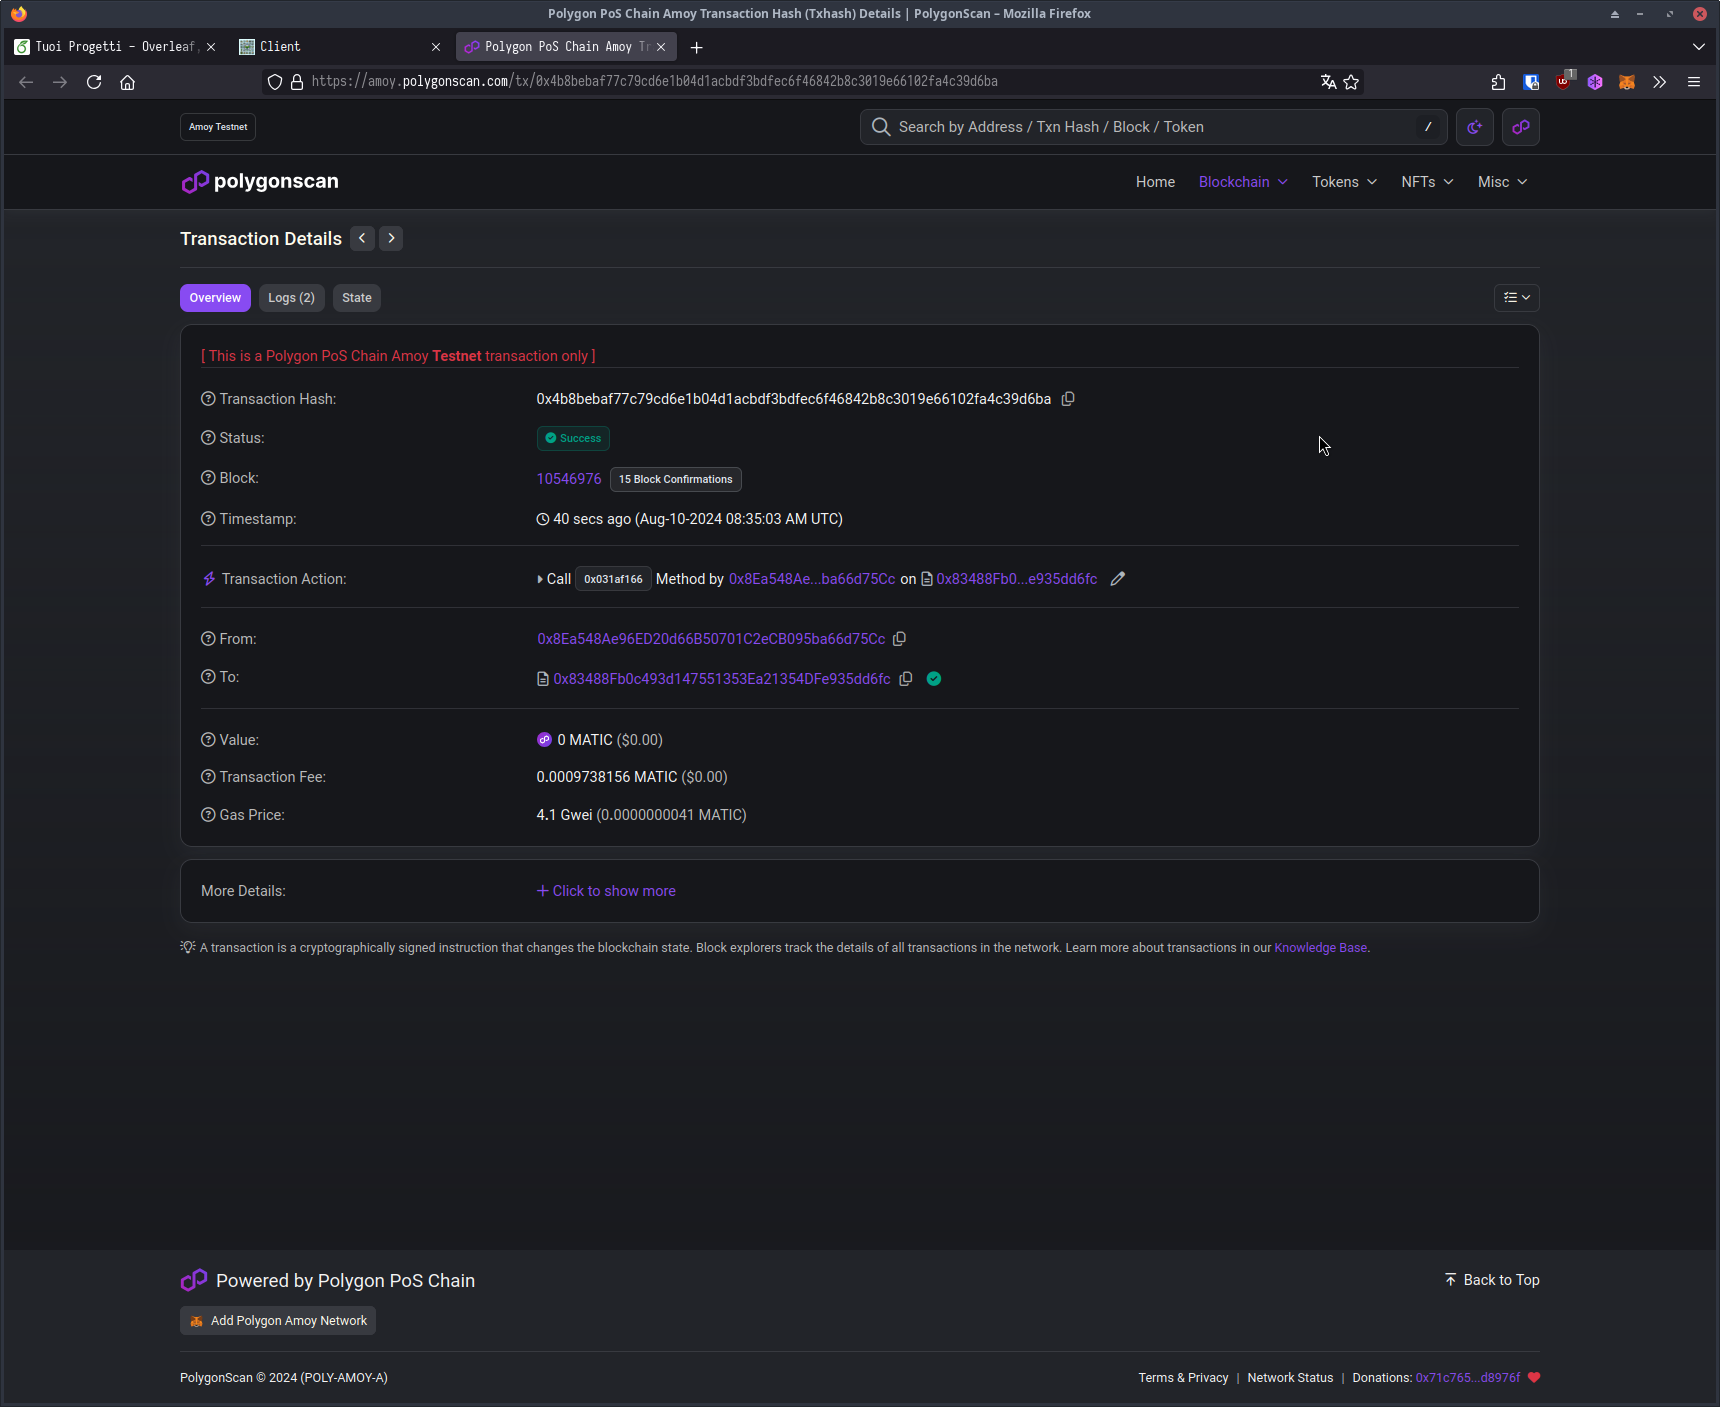 Polygon PoS Chain Amoy Transaction Hash (Txhash) Details | PolygonScan – Mozilla Firefox
Tuoi Progetti - Overleaf,
Client
Polygon PoS Chain Amoy Tr
https://amoy.polygonscan.com/tx/0x4b8bebaf77c79cd6e1b04d1acbdf3bdfec6f46842b8c3019e66102fa4c39d6ba
1
Amoy Testnet
Search by Address / Txn Hash / Block / Token
/
polygonscan
Home Blockchain Tokens NFTs Misc
Transaction Details
Overview Logs (2) State
[ This is a Polygon PoS Chain Amoy Testnet transaction only ]
Transaction Hash: 0x4b8bebaf77c79cd6e1b04d1acbdf3bdfec6f46842b8c3019e66102fa4c39d6ba
Status: Success
Block: 10546976 15 Block Confirmations
Timestamp: 40 secs ago (Aug-10-2024 08:35:03 AM UTC)
Transaction Action: Call 0x031af166 Method by 0x8Ea548Ae...ba66d75Cc on 0x83488Fb0...e935dd6fc
From: 0x8Ea548Ae96ED20d66B50701C2eCB095ba66d75Cc
To: 0x83488Fb0c493d147551353Ea21354DFe935dd6fc
Value: 0 MATIC ($0.00)
Transaction Fee: 0.0009738156 MATIC ($0.00)
Gas Price: 4.1 Gwei (0.0000000041 MATIC)
More Details: + Click to show more
A transaction is a cryptographically signed instruction that changes the blockchain state. Block explorers track the details of all transactions in the network. Learn more about transactions in our Knowledge Base.
Powered by Polygon PoS Chain
Back to Top
Add Polygon Amoy Network
PolygonScan © 2024 (POLY-AMOY-A)
Terms & Privacy | Network Status | Donations: 0x71c765...d8976f